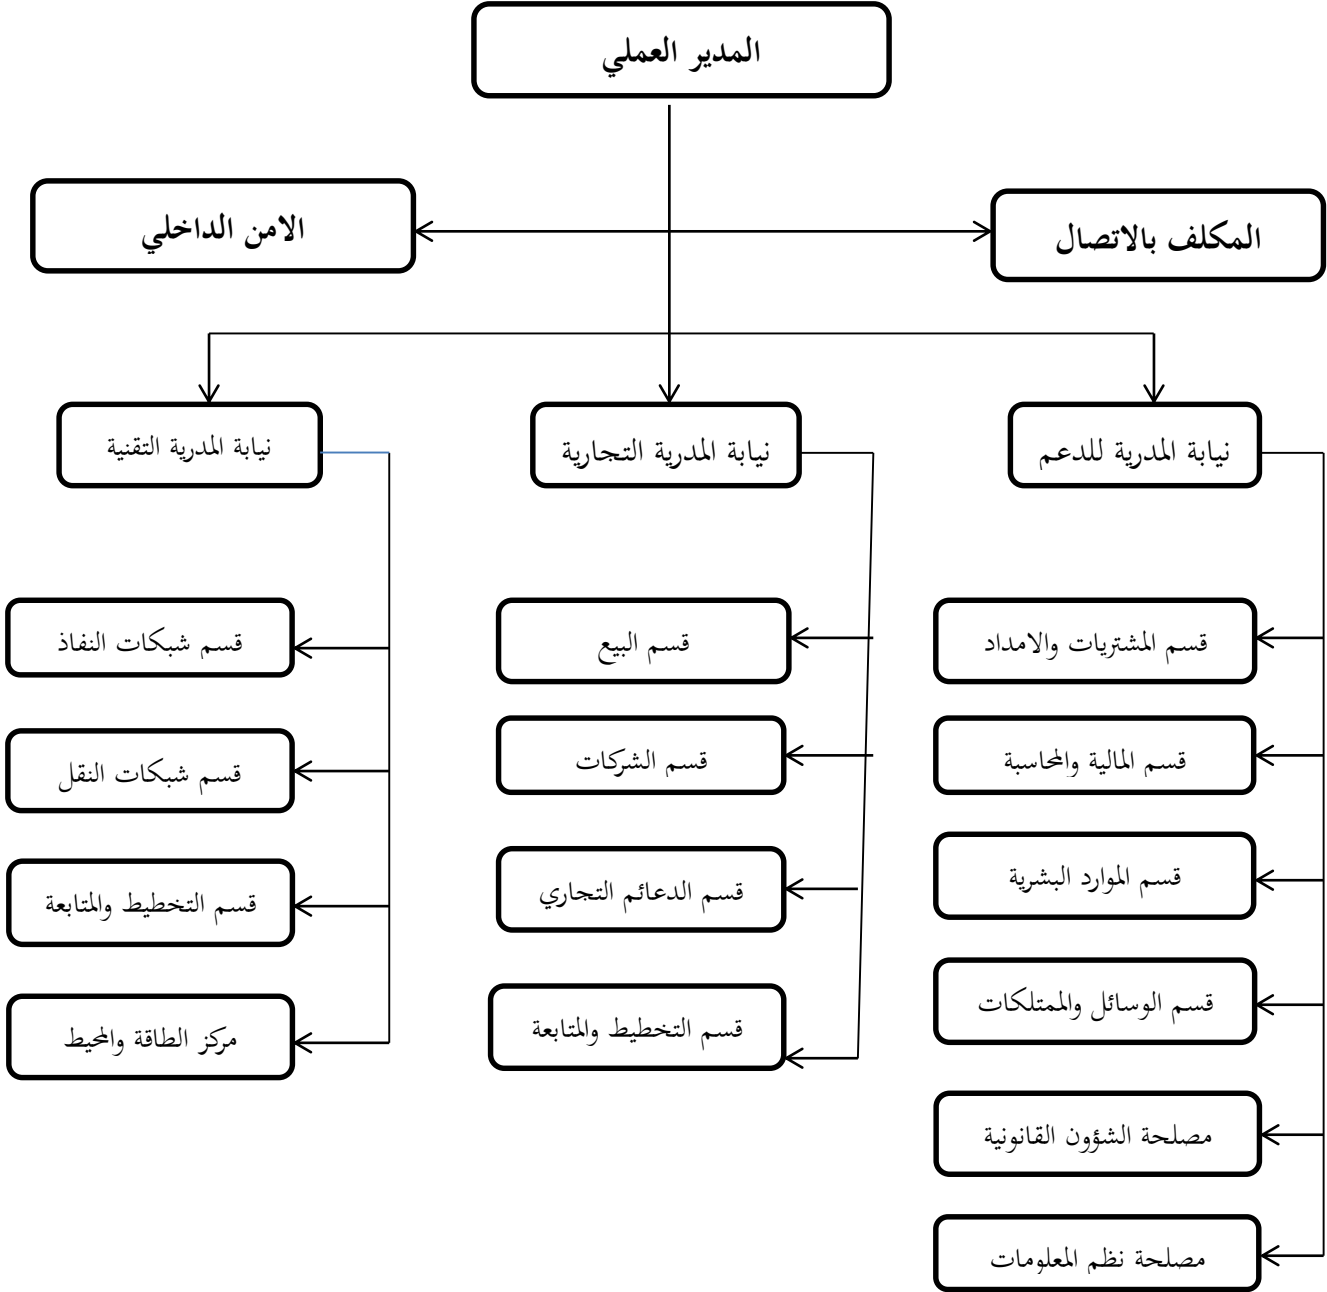 المدير العملي
المكلف بالاتصال
الامن الداخلي
نيابة المدرية للدعم
نيابة المدرية التجارية
نيابة المدرية التقنية
قسم المشتريات والامداد
قسم المالية والمحاسبة
قسم الموارد البشرية
قسم الوسائل والممتلكات
مصلحة الشؤون القانونية
مصلحة نظم المعلومات
قسم البيع
قسم الشركات
قسم الدعائم التجاري
قسم التخطيط والمتابعة
قسم شبكات النفاذ
قسم شبكات النقل
قسم التخطيط والمتابعة
مركز الطاقة والمحيط